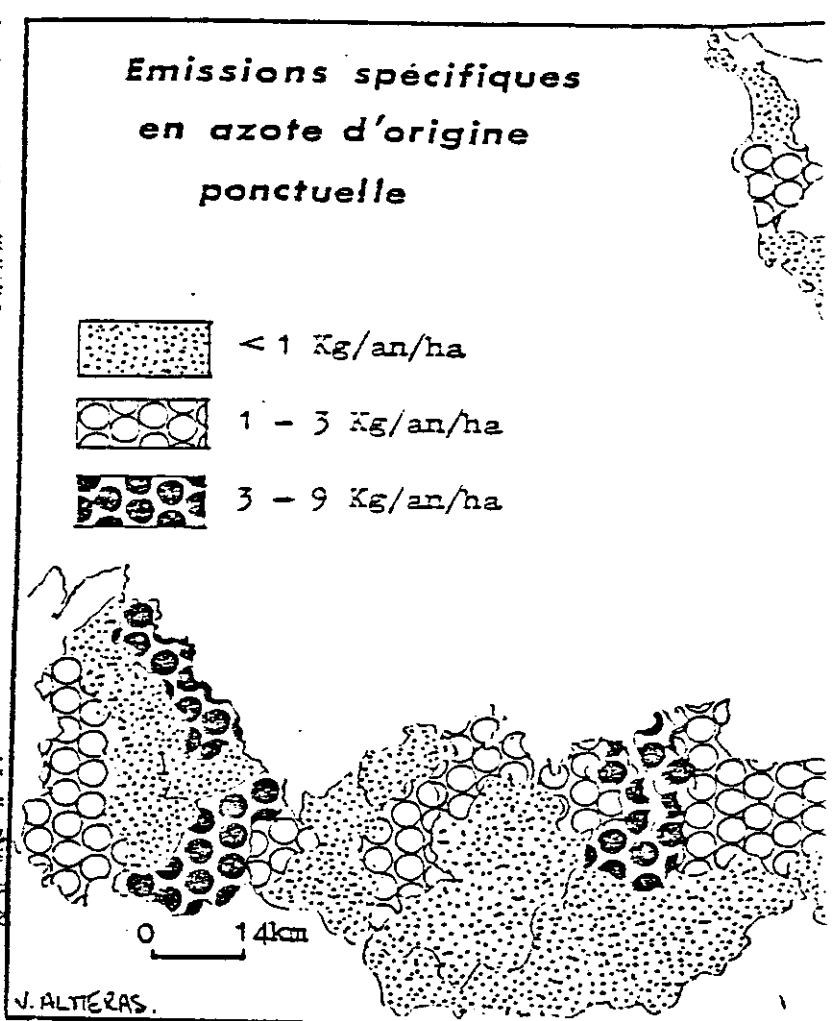 Emissions spécifiques
en azote d'origine
ponctuelle
< 1 Kg/an/ha
1 - 3 Kg/an/ha
3 - 9 Kg/an/ha
0 14km
V. ALTIERAS.